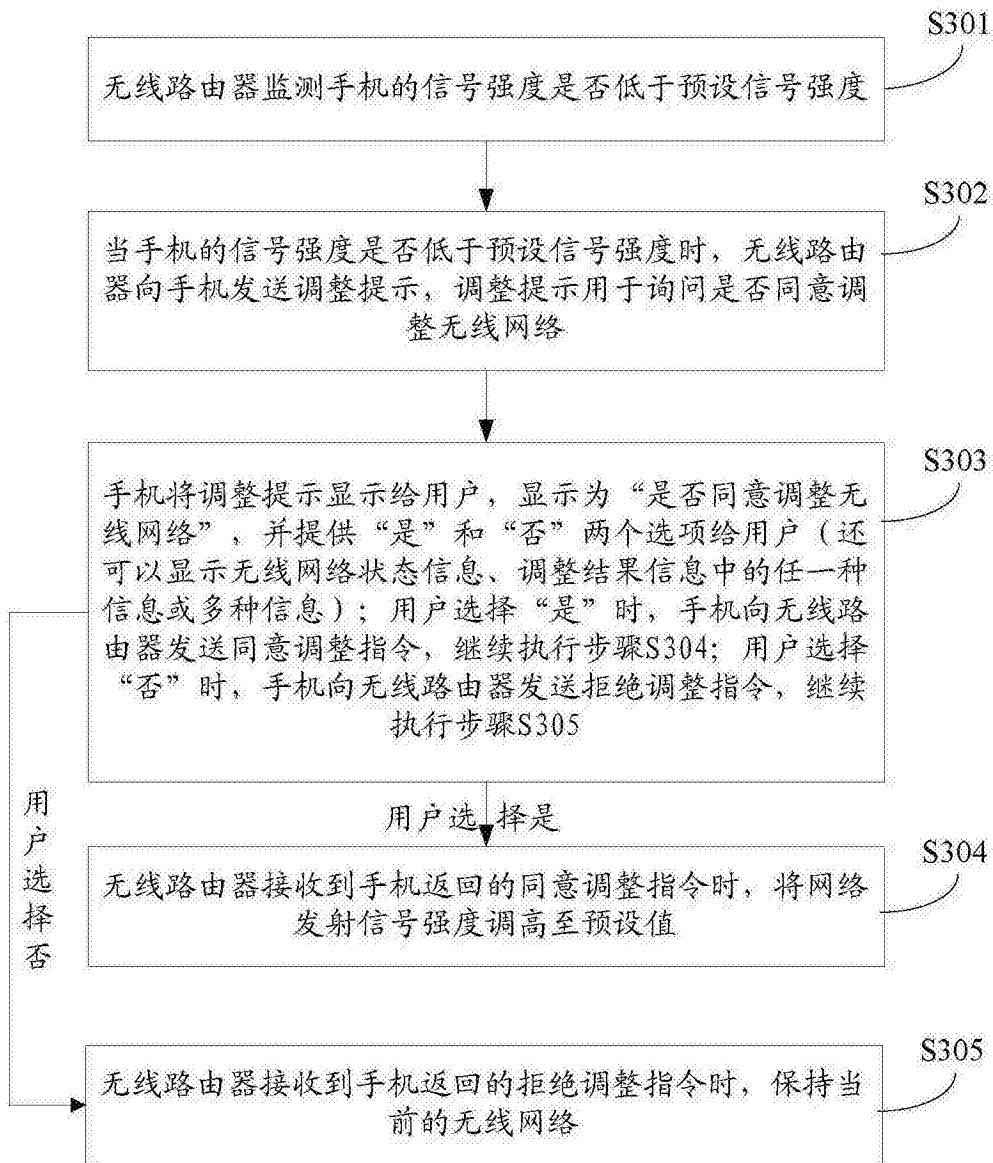 S301
无线路由器监测手机的信号强度是否低于预设信号强度
S302
当手机的信号强度是否低于预设信号强度时，无线路由
器向手机发送调整提示，调整提示用于询问是否同意调
整无线网络
S303
手机将调整提示显示给用户，显示为“是否同意调整无
线网络”，并提供“是”和“否”两个选项给用户（还
可以显示无线网络状态信息、调整结果信息中的任一种
信息或多种信息）；用户选择“是”时，手机向无线路
由器发送同意调整指令，继续执行步骤S304；用户选择
“否”时，手机向无线路由器发送拒绝调整指令，继续
执行步骤S305
用户选择是
用户选择否
S304
无线路由器接收到手机返回的同意调整指令时，将网络
发射信号强度调高至预设值
S305
无线路由器接收到手机返回的拒绝调整指令时，保持当
前的无线网络